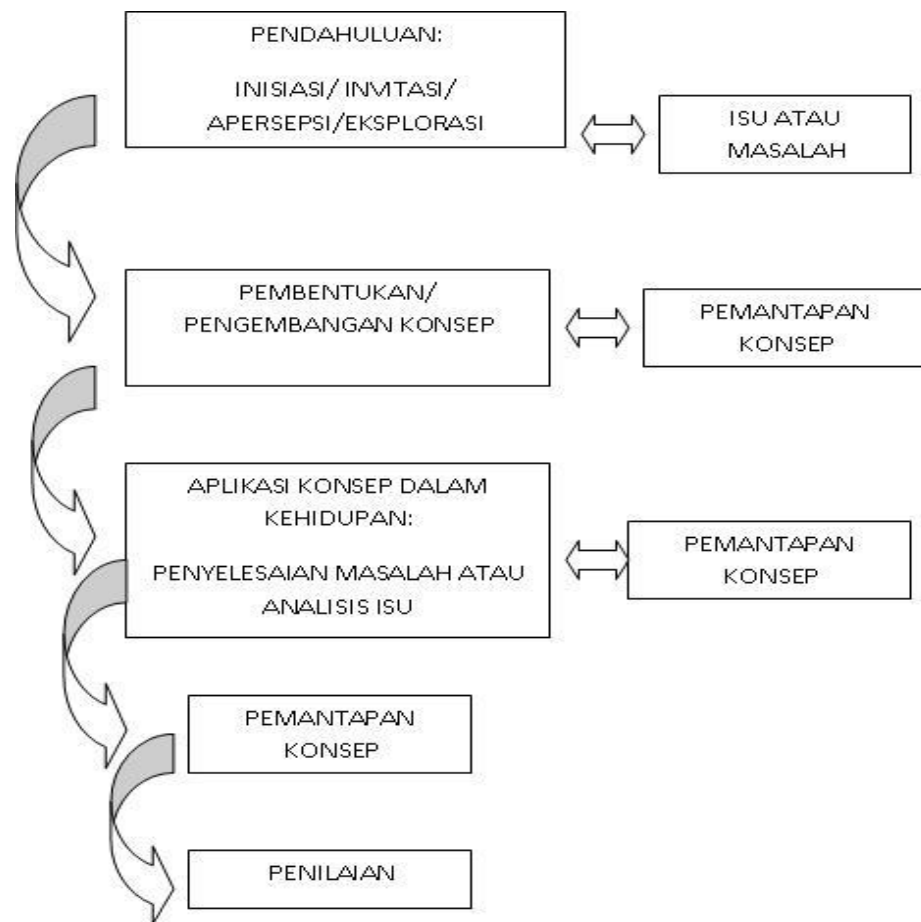 PENDAHULUAN:
INISIASI/ INVITASI/
APERSEPSI/EKSPLORASI
ISU ATAU
MASALAH
PEMBENTUKAN/
PENGEMBANGAN KONSEP
PEMANTAPAN
KONSEP
APLIKASI KONSEP DALAM
KEHIDUPAN:
PENYELESAIAN MASALAH ATAU
ANALISIS ISU
PEMANTAPAN
KONSEP
PEMANTAPAN
KONSEP
PENILAIAN